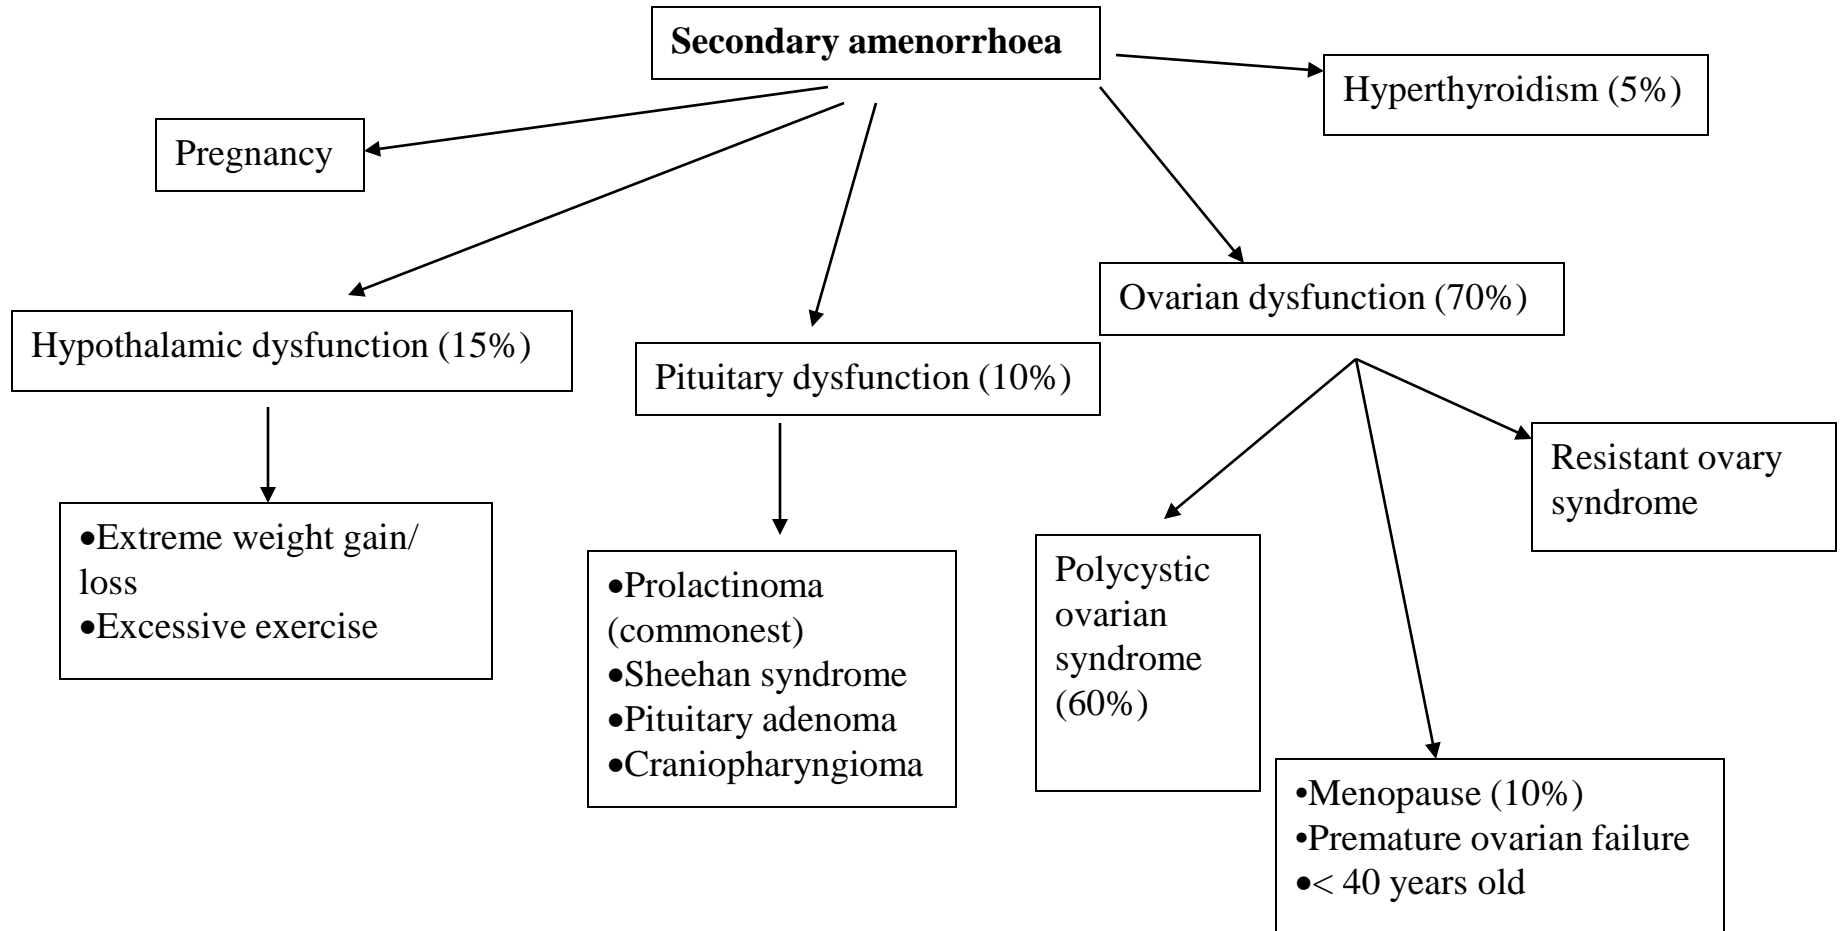 Secondary amenorrhoea
Hyperthyroidism (5%)
Pregnancy
Ovarian dysfunction (70%)
Hypothalamic dysfunction (15%)
Pituitary dysfunction (10%)
Resistant ovary
syndrome
•Extreme weight gain/
loss
•Excessive exercise
•Prolactinoma
(commonest)
•Sheehan syndrome
•Pituitary adenoma
•Craniopharyngioma
Polycystic
ovarian
syndrome
(60%)
•Menopause (10%)
•Premature ovarian failure
•< 40 years old